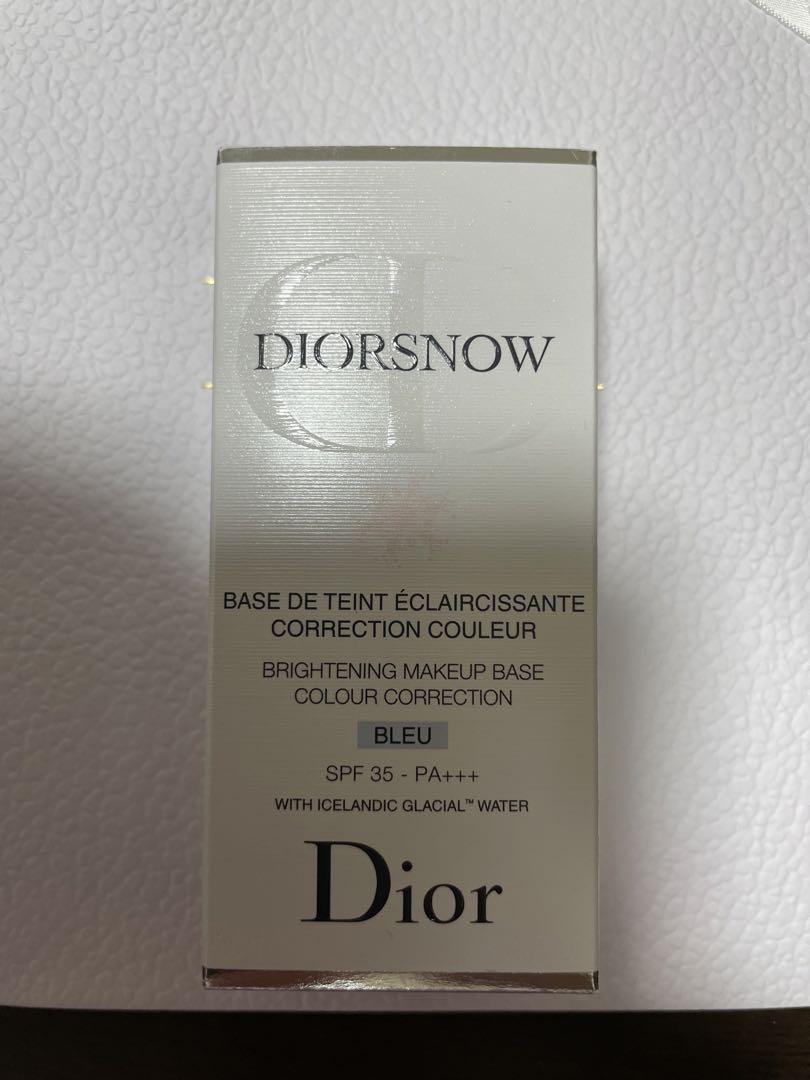 DIORSNOW
BASE DE TEINT ÉCLAIRCISSANTE
CORRECTION COULEUR
BRIGHTENING MAKEUP BASE
COLOUR CORRECTION
BLEU
SPF 35 - PA+++
WITH ICELANDIC GLACIAL™ WATER
Dior